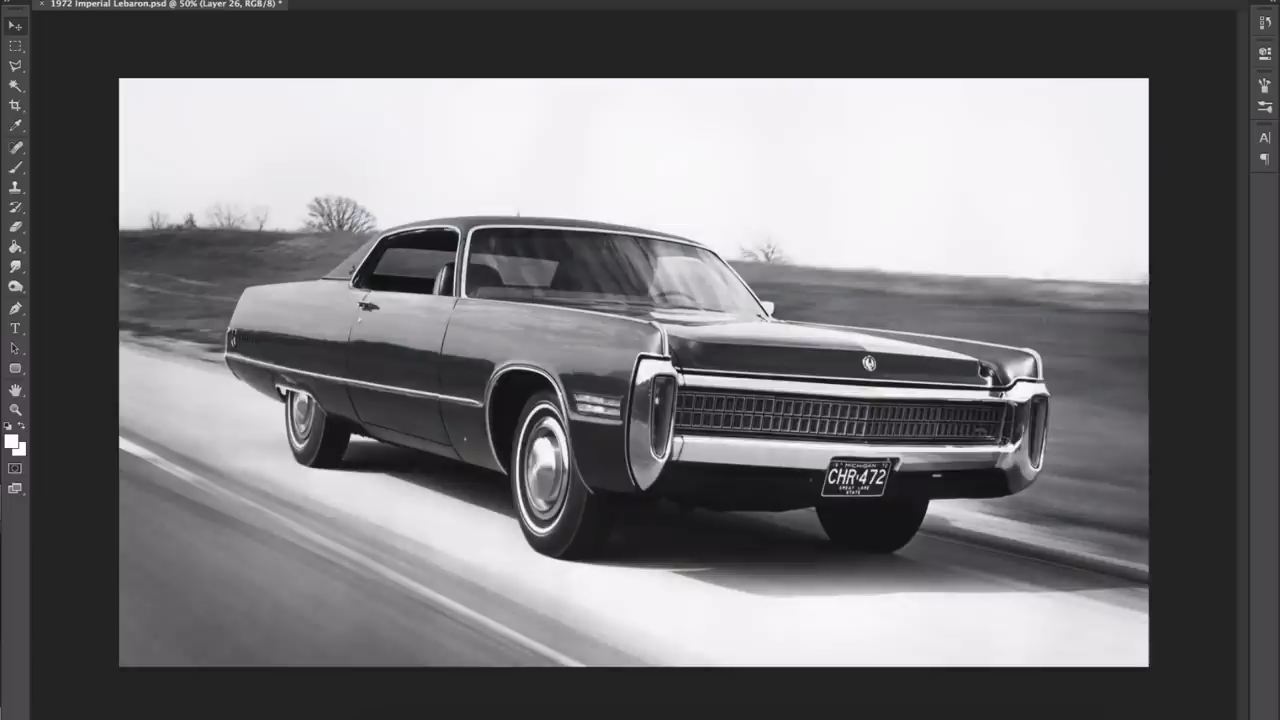 × 1972 Imperial Lebaron.psd @ 50% (Layer 26, RGB/8) *
MICHIGAN
CHR·472
GREAT LAKE
STATE